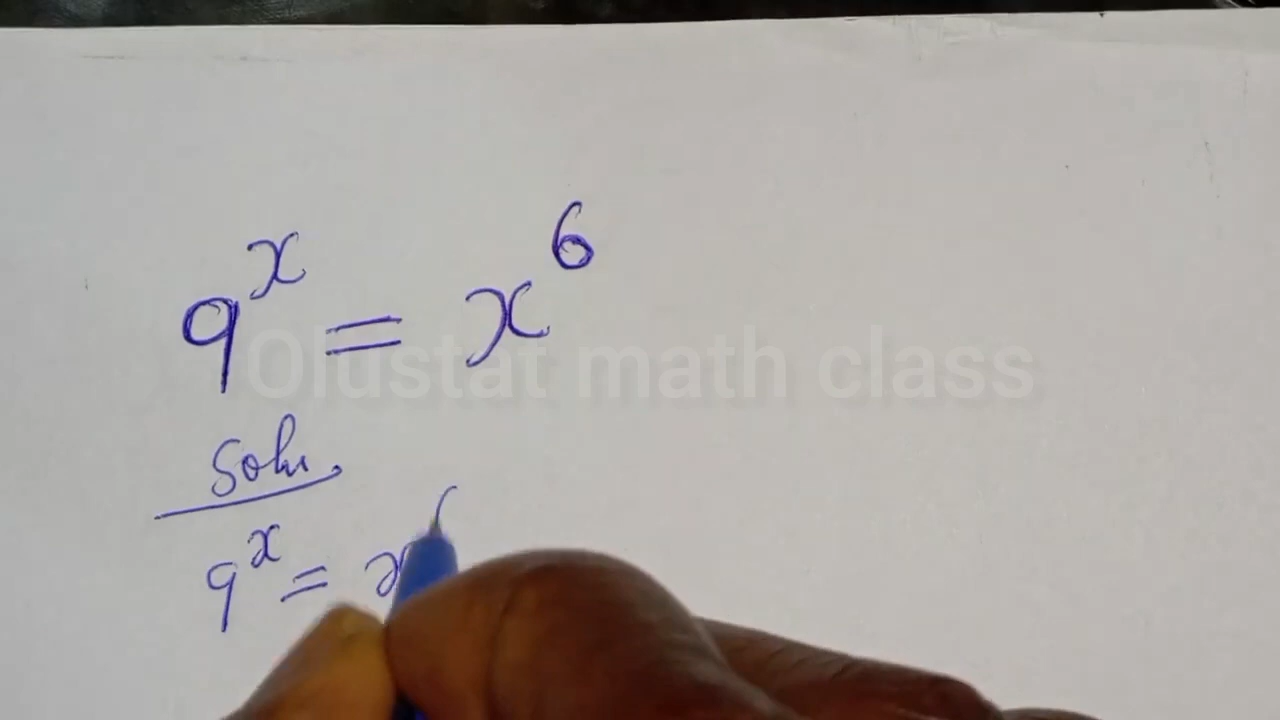 9^x = x^6
Olustat math class
Soln.
9^x = x